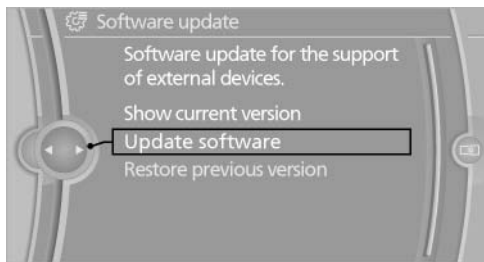 Software update
Software update for the support
of external devices.
Show current version
Update software
Restore previous version